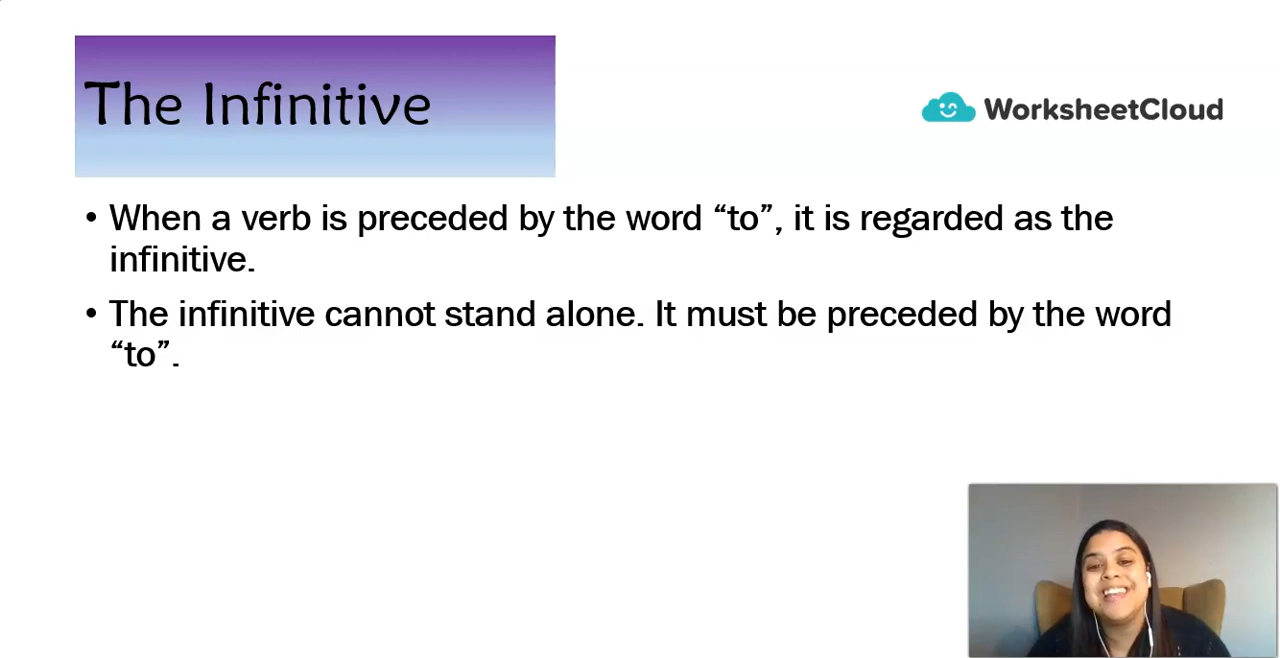 The Infinitive
WorksheetCloud
• When a verb is preceded by the word “to”, it is regarded as the
infinitive.
• The infinitive cannot stand alone. It must be preceded by the word
“to”.